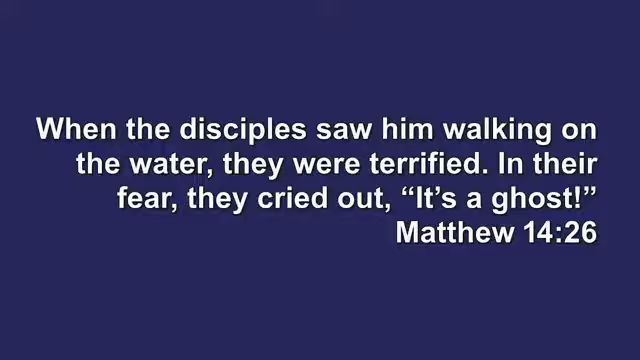 When the disciples saw him walking on
the water, they were terrified. In their
fear, they cried out, “It’s a ghost!”
Matthew 14:26